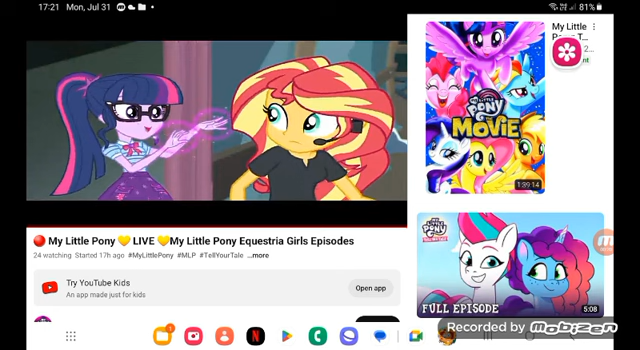 17:21 Mon, Jul 31
81%
My Little
MY LITTLE
PONY
MOVIE
1:39:14
🔴 My Little Pony 💛 LIVE 💛My Little Pony Equestria Girls Episodes
24 watching Started 17h ago #MyLittlePony #MLP #TellYourTale ...more
Try YouTube Kids
An app made just for kids
Open app
FULL EPISODE
5:08
Recorded by mobizen